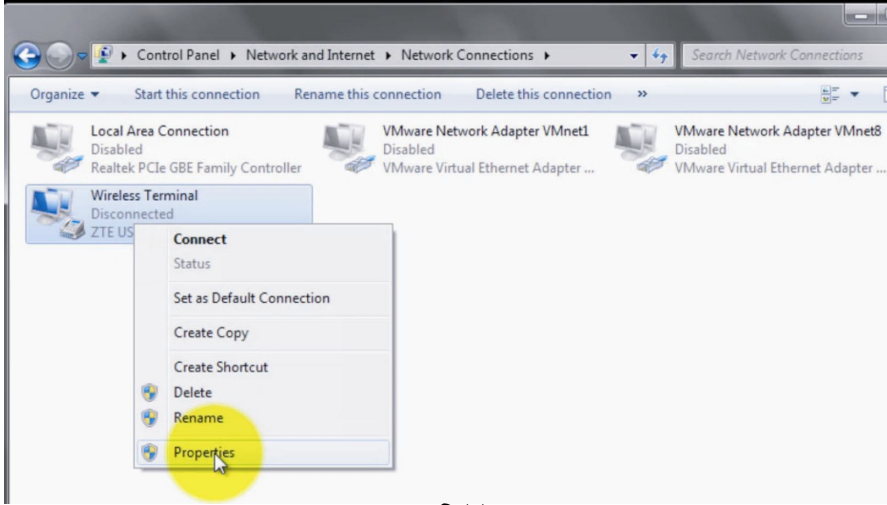 Control Panel ▸ Network and Internet ▸ Network Connections ▸
Search Network Connections
Organize ▾ Start this connection Rename this connection Delete this connection »
Local Area Connection
Disabled
Realtek PCIe GBE Family Controller
VMware Network Adapter VMnet1
Disabled
VMware Virtual Ethernet Adapter ...
VMware Network Adapter VMnet8
Disabled
VMware Virtual Ethernet Adapter ...
Wireless Terminal
Disconnected
ZTE US
Connect
Status
Set as Default Connection
Create Copy
Create Shortcut
Delete
Rename
Properties